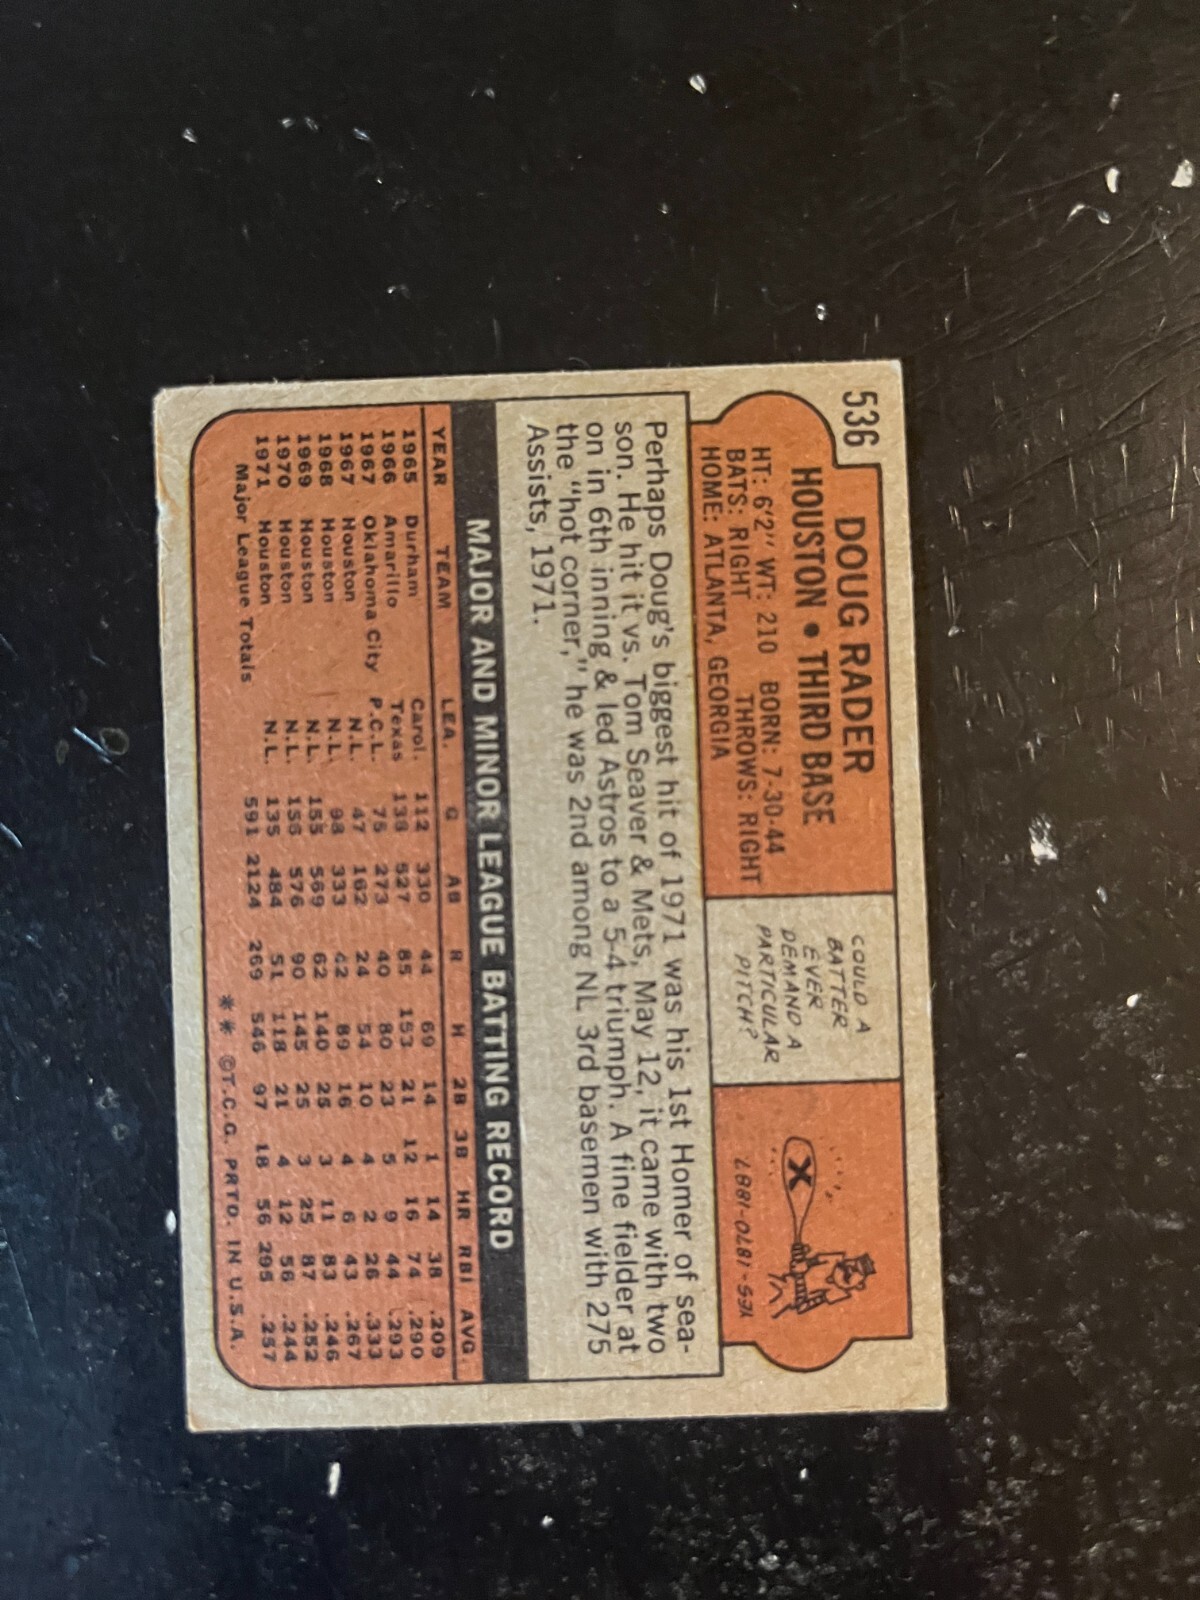 536
DOUG RADER
HOUSTON • THIRD BASE
HT: 6'2" WT: 210 BORN: 7-30-44
BATS: RIGHT THROWS: RIGHT
HOME: ATLANTA, GEORGIA
COULD A
BATTER
EVER
DEMAND A
PARTICULAR
PITCH?
X
YES-1870-1887
Perhaps Doug's biggest hit of 1971 was his 1st Homer of sea-
son. He hit it vs. Tom Seaver & Mets, May 12, it came with two
on in 6th inning & led Astros to a 5-4 triumph. A fine fielder at
the "hot corner," he was 2nd among NL 3rd basemen with 275
Assists, 1971.
MAJOR AND MINOR LEAGUE BATTING RECORD
YEAR TEAM LEA. G AB R H 2B 3B HR RBI AVG.
1965 Durham Carol. 112 330 44 69 14 1 14 38 .209
1966 Amarillo Texas 139 527 85 153 21 12 16 74 .290
1967 Oklahoma City P.C.L. 75 273 40 80 23 5 9 44 .293
1967 Houston N.L. 47 162 24 54 10 4 2 26 .333
1968 Houston N.L. 98 333 42 89 16 4 6 43 .267
1969 Houston N.L. 155 569 62 140 25 3 11 83 .246
1970 Houston N.L. 156 576 90 145 25 3 25 87 .252
1971 Houston N.L. 135 484 51 118 21 4 12 56 .244
Major League Totals 591 2124 269 546 97 18 56 295 .257
** ©T.C.G. PRTD. IN U.S.A.